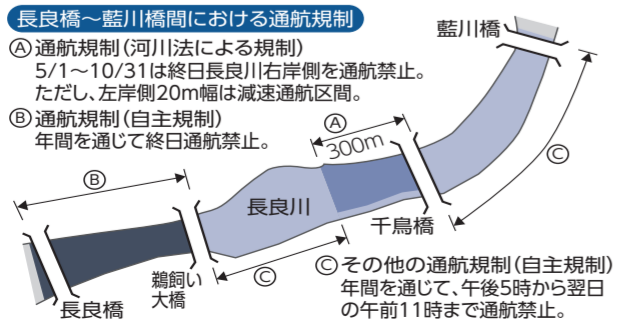 長良橋～藍川橋間における通航規制
Ⓐ通航規制（河川法による規制）
5/1～10/31は終日長良川右岸側を通航禁止。
ただし、左岸側20m幅は減速通航区間。
Ⓑ通航規制（自主規制）
年間を通じて終日通航禁止。
藍川橋
Ⓐ
300m
Ⓒ
Ⓑ
長良川
千鳥橋
Ⓒ
鵜飼い
大橋
長良橋
Ⓒその他の通航規制（自主規制）
年間を通じて、午後5時から翌日
の午前11時まで通航禁止。